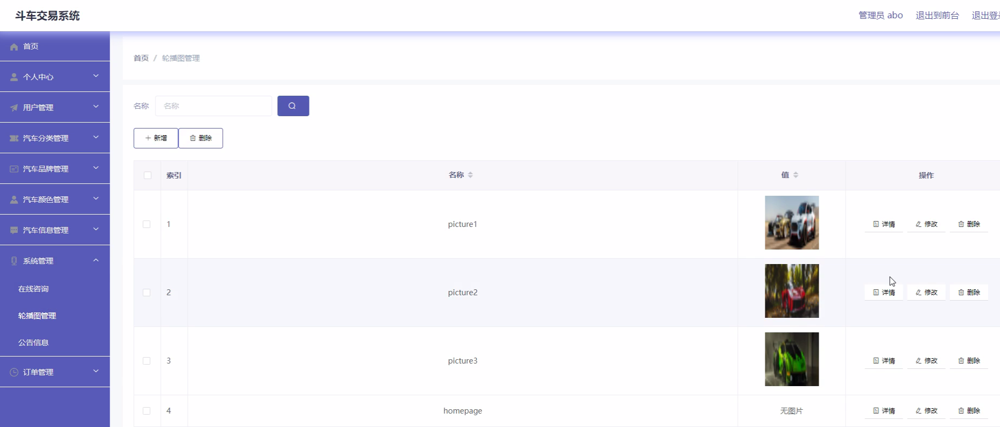 斗车交易系统
管理员 abo 退出到前台 退出登
首页
个人中心
用户管理
汽车分类管理
汽车品牌管理
汽车颜色管理
汽车信息管理
系统管理
在线咨询
轮播图管理
公告信息
订单管理
首页 / 轮播图管理
名称 名称
+ 新增 删除
索引 名称 值 操作
1 picture1 详情 修改 删除
2 picture2 详情 修改 删除
3 picture3 详情 修改 删除
4 homepage 无图片 详情 修改 删除